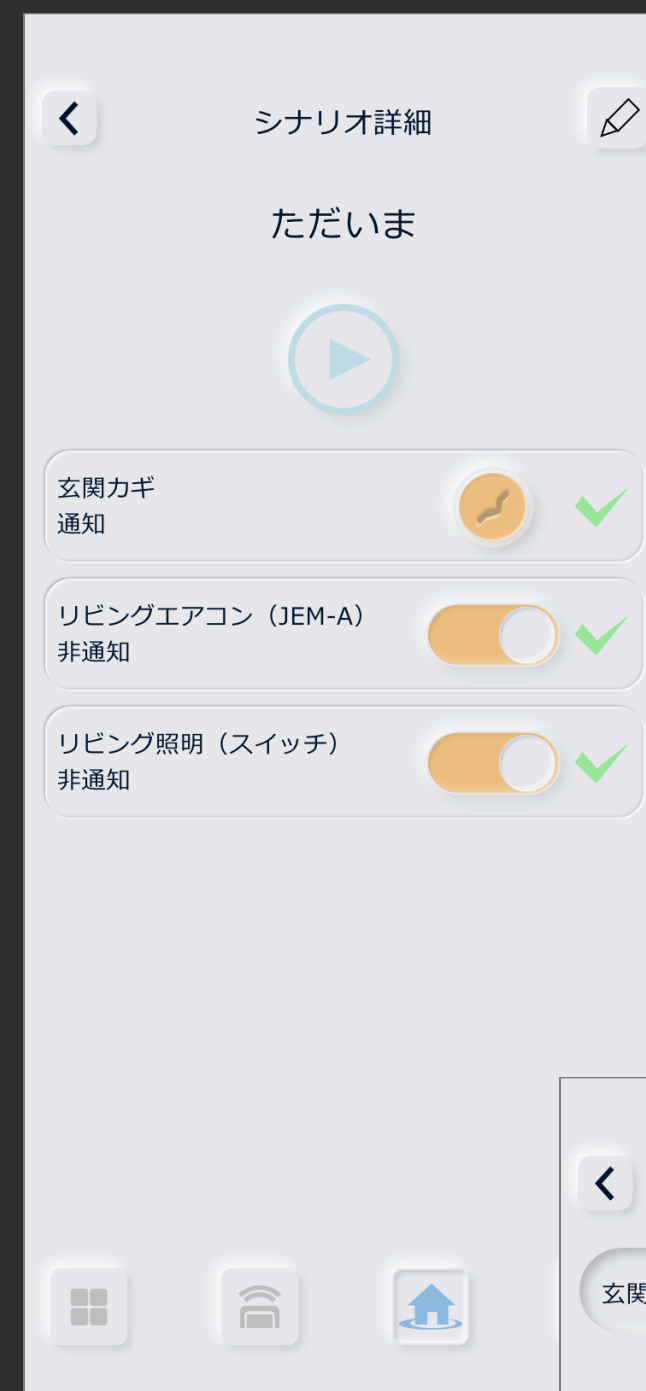 シナリオ詳細
ただいま
玄関カギ
通知
リビングエアコン（JEM-A）
非通知
リビング照明（スイッチ）
非通知
玄関